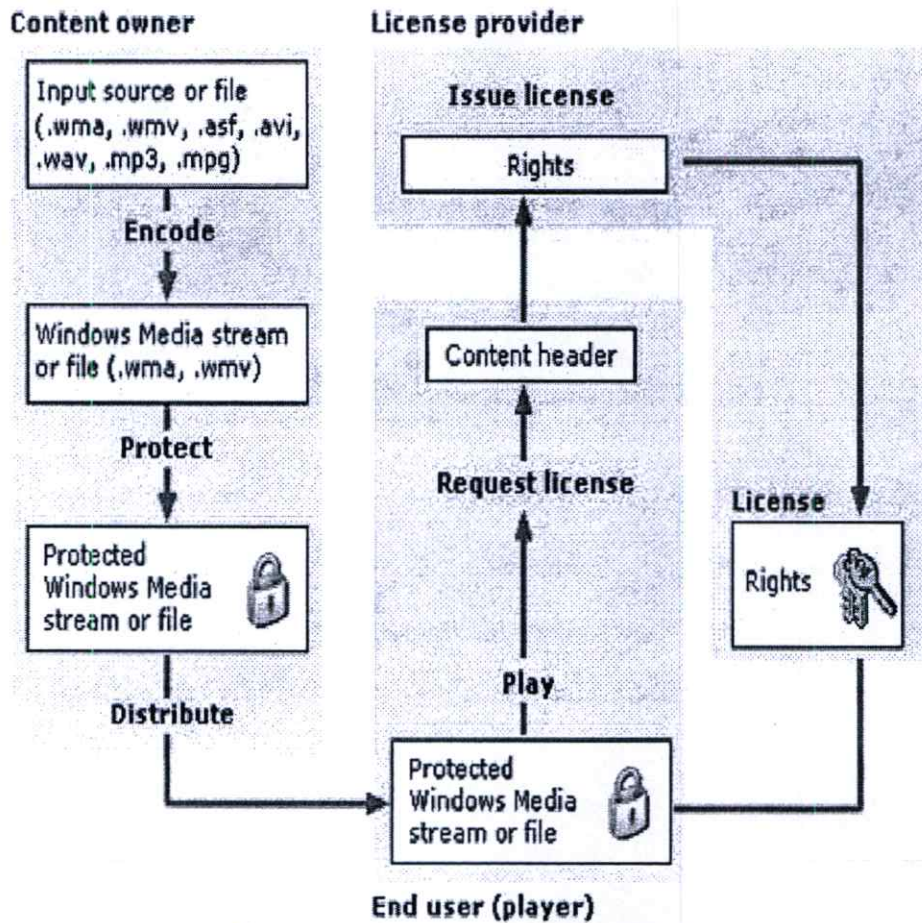 Content owner
Input source or file
(.wma, .wmv, .asf, .avi,
.wav, .mp3, .mpg)
Encode
Windows Media stream
or file (.wma, .wmv)
Protect
Protected
Windows Media
stream or file
Distribute
License provider
Issue license
Rights
Content header
Request license
Play
Protected
Windows Media
stream or file
End user (player)
License
Rights